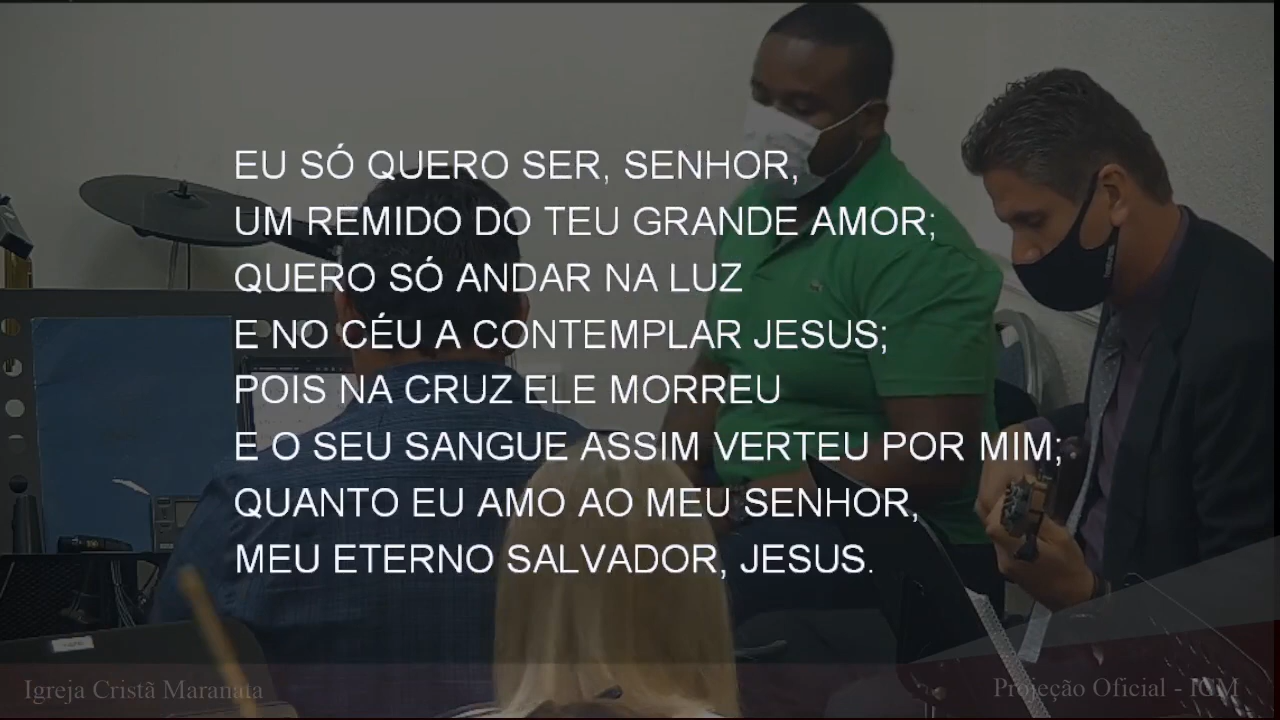 EU SÓ QUERO SER, SENHOR,
UM REMIDO DO TEU GRANDE AMOR;
QUERO SÓ ANDAR NA LUZ
E NO CÉU A CONTEMPLAR JESUS;
POIS NA CRUZ ELE MORREU
E O SEU SANGUE ASSIM VERTEU POR MIM;
QUANTO EU AMO AO MEU SENHOR,
MEU ETERNO SALVADOR, JESUS.
Igreja Cristã Maranata
Projeção Oficial - ICM